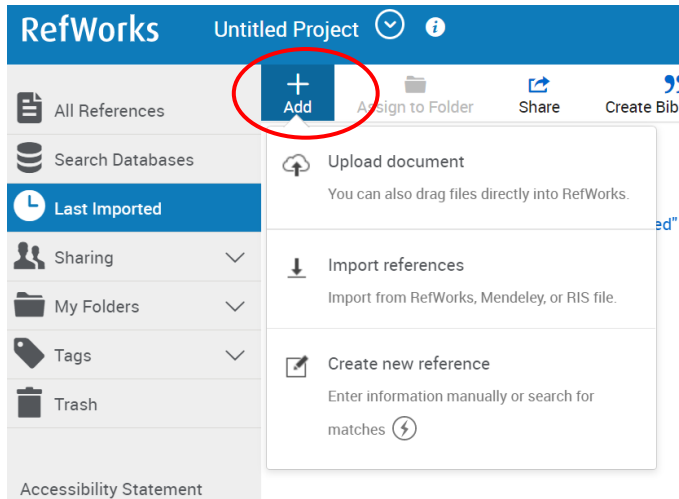 RefWorks
Untitled Project
Add
Assign to Folder
Share
Create Bib
All References
Search Databases
Last Imported
Sharing
My Folders
Tags
Trash
Accessibility Statement
Upload document
You can also drag files directly into RefWorks.
ed"
Import references
Import from RefWorks, Mendeley, or RIS file.
Create new reference
Enter information manually or search for
matches